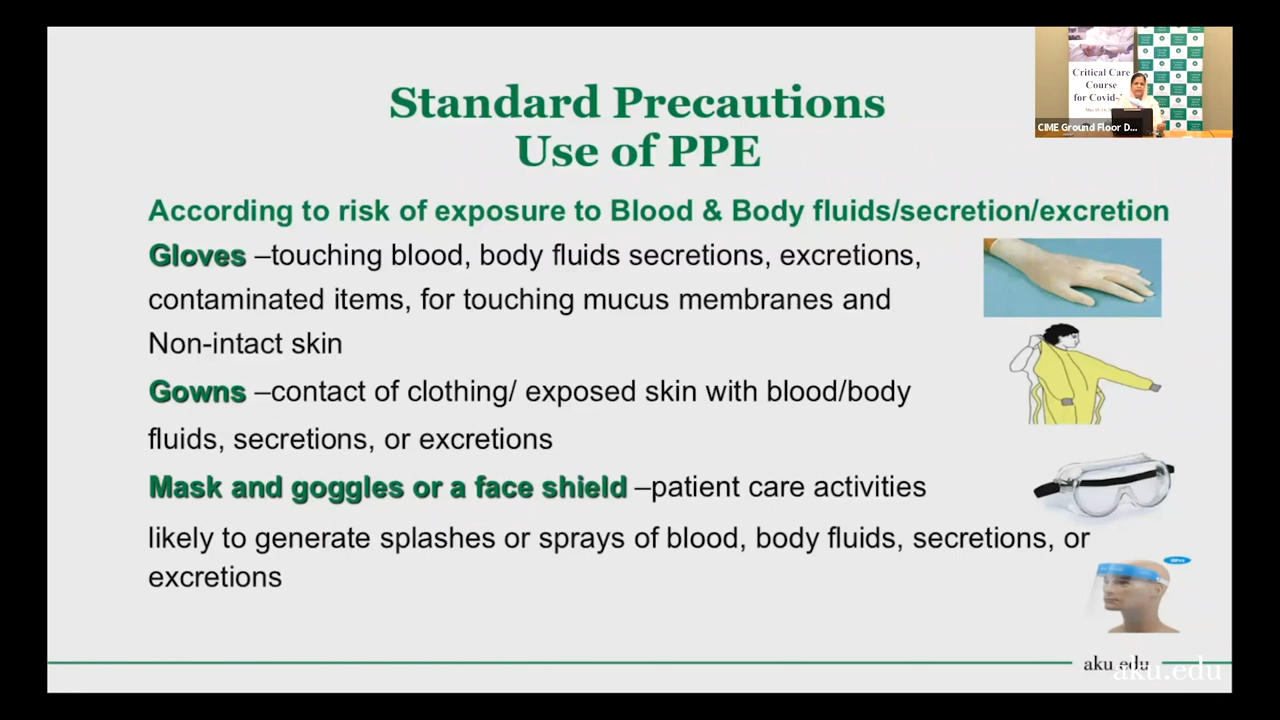 Standard Precautions
Use of PPE
According to risk of exposure to Blood & Body fluids/secretion/excretion
Gloves –touching blood, body fluids secretions, excretions,
contaminated items, for touching mucus membranes and
Non-intact skin
Gowns –contact of clothing/ exposed skin with blood/body
fluids, secretions, or excretions
Mask and goggles or a face shield –patient care activities
likely to generate splashes or sprays of blood, body fluids, secretions, or
excretions
Critical Care
Course
for Covid-
CIME Ground Floor D...
aku.edu
aku.edu